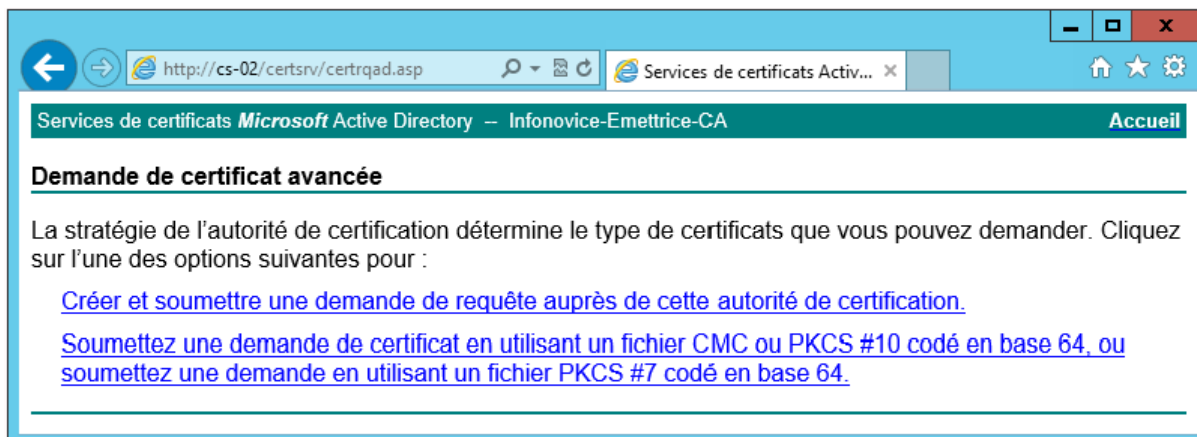 http://cs-02/certsrv/certrqad.asp
Services de certificats Activ...
Services de certificats Microsoft Active Directory -- Infonovice-Emettrice-CA
Accueil
Demande de certificat avancée
La stratégie de l'autorité de certification détermine le type de certificats que vous pouvez demander. Cliquez
sur l'une des options suivantes pour :
Créer et soumettre une demande de requête auprès de cette autorité de certification.
Soumettez une demande de certificat en utilisant un fichier CMC ou PKCS #10 codé en base 64, ou
soumettez une demande en utilisant un fichier PKCS #7 codé en base 64.